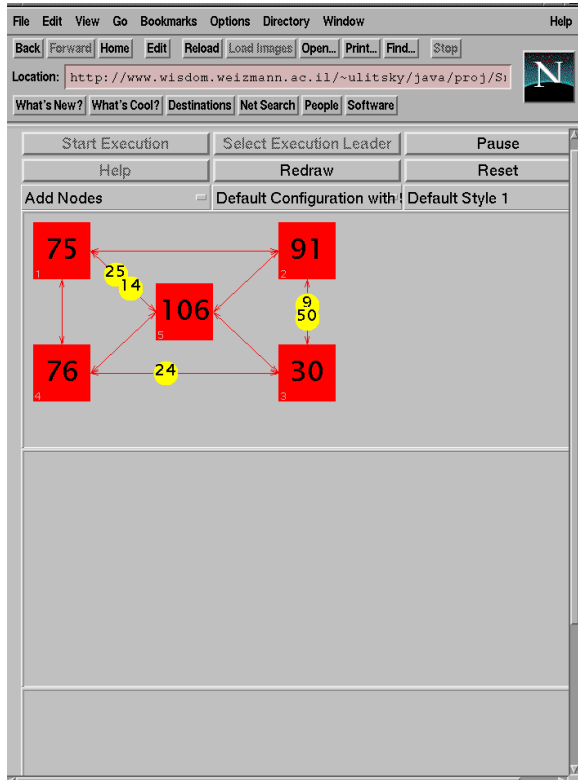 File Edit View Go Bookmarks Options Directory Window Help
Back Forward Home Edit Reload Load Images Open... Print... Find... Stop
Location: http://www.wisdom.weizmann.ac.il/~ulitsky/java/proj/S
N
What's New? What's Cool? Destinations Net Search People Software
Start Execution Select Execution Leader Pause
Help Redraw Reset
Add Nodes Default Configuration with Default Style 1
75 91
1 2
25
14
106
5
9
50
76 24 30
4 3